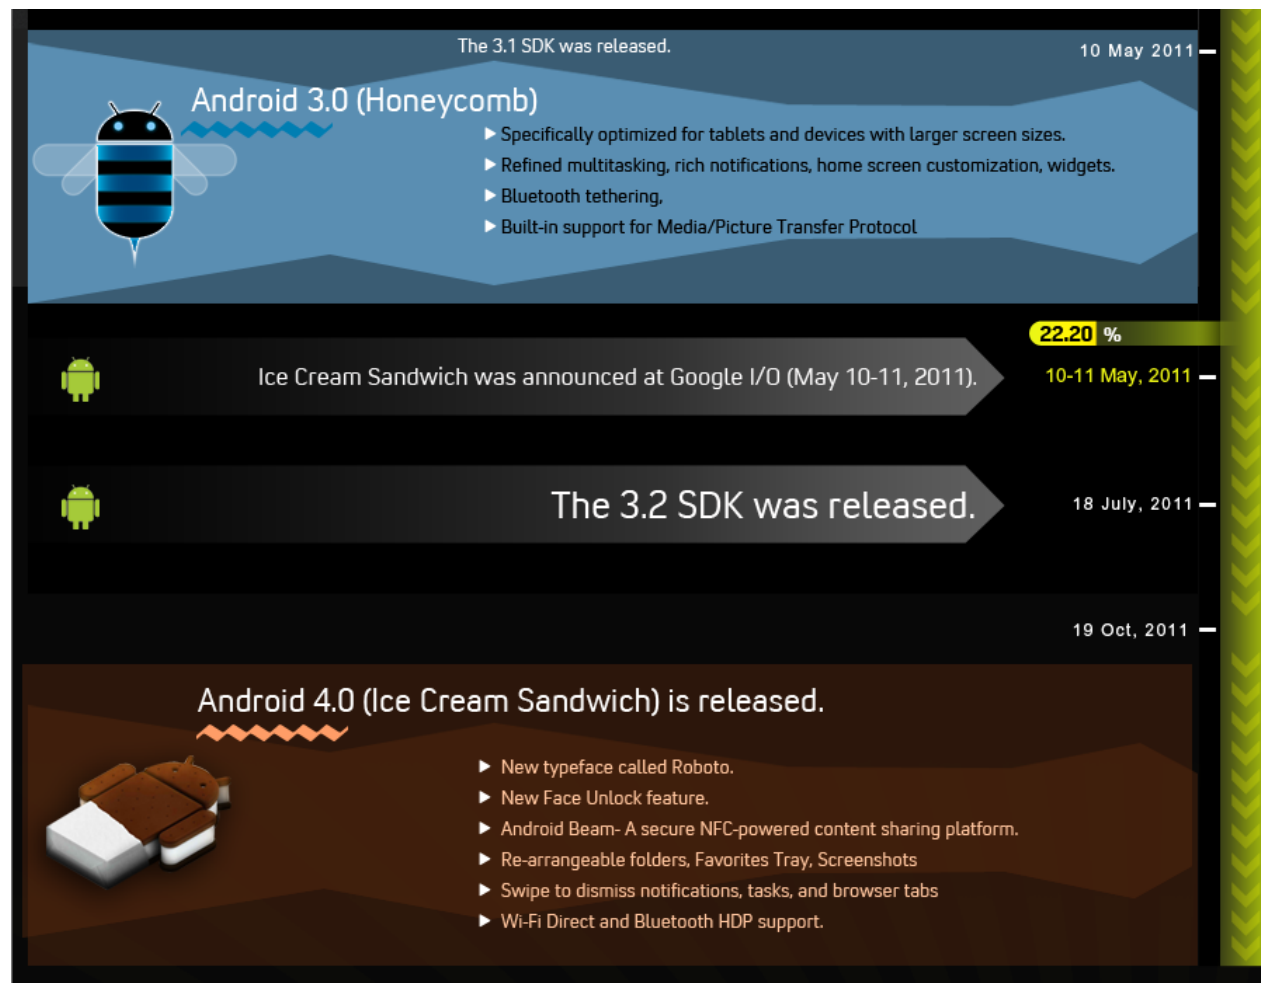 The 3.1 SDK was released.
10 May 2011
Android 3.0 (Honeycomb)
Specifically optimized for tablets and devices with larger screen sizes.
Refined multitasking, rich notifications, home screen customization, widgets.
Bluetooth tethering,
Built-in support for Media/Picture Transfer Protocol
22.20 %
Ice Cream Sandwich was announced at Google I/O (May 10-11, 2011).
10-11 May, 2011
The 3.2 SDK was released.
18 July, 2011
19 Oct, 2011
Android 4.0 (Ice Cream Sandwich) is released.
New typeface called Roboto.
New Face Unlock feature.
Android Beam- A secure NFC-powered content sharing platform.
Re-arrangeable folders, Favorites Tray, Screenshots
Swipe to dismiss notifications, tasks, and browser tabs
Wi-Fi Direct and Bluetooth HDP support.